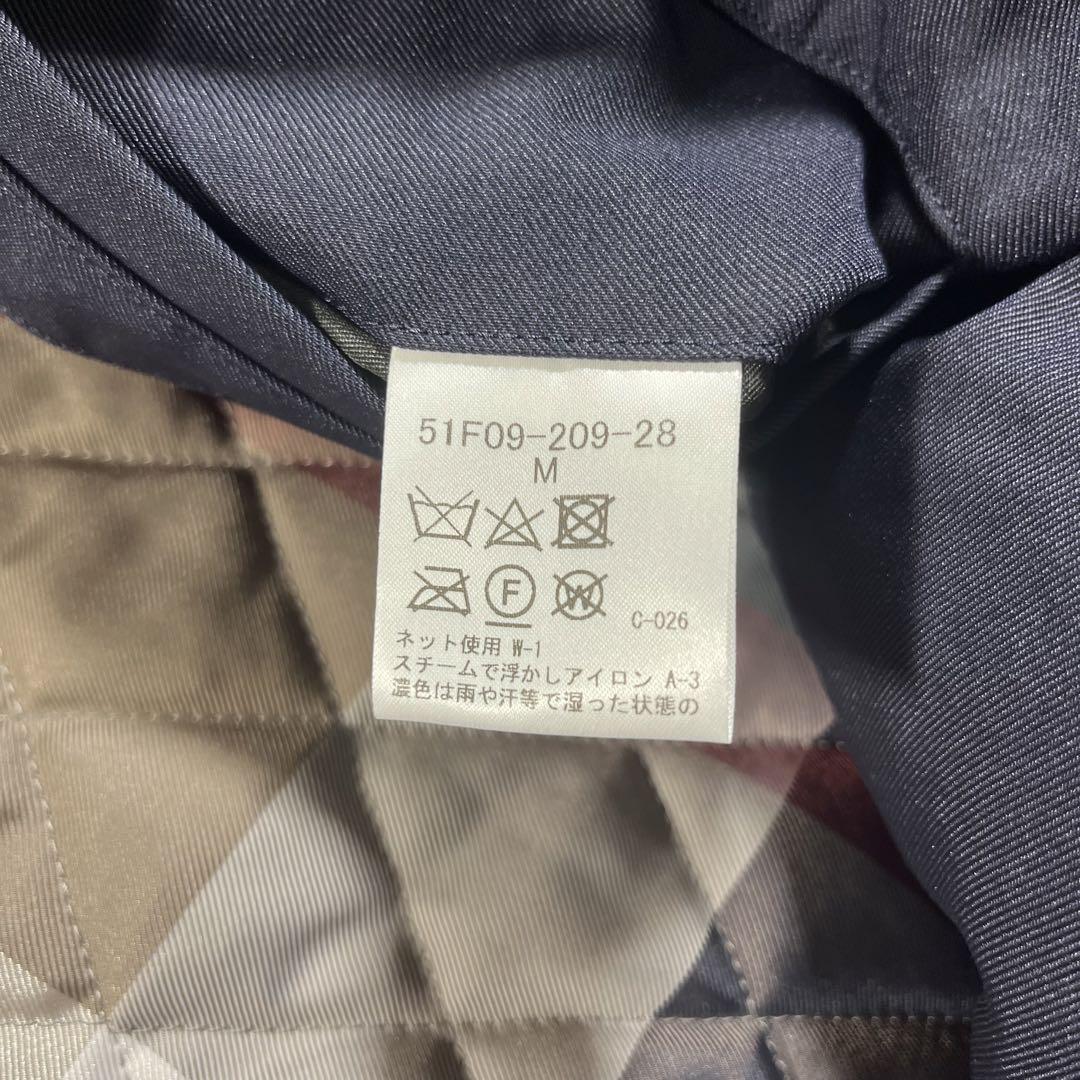 51F09-209-28
M
F W
C-026
ネット使用 W-1
スチームで浮かしアイロン A-3
濃色は雨や汗等で湿った状態の